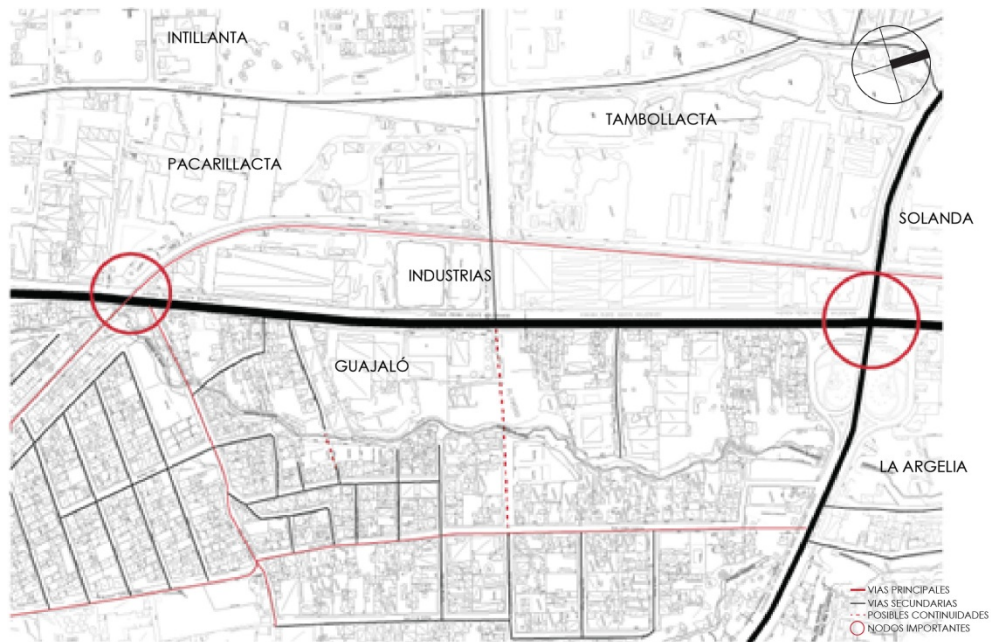 INTILLANTA
TAMBOLLACTA
PACARILLACTA
SOLANDA
INDUSTRIAS
GUAJALÓ
LA ARGELIA
VIAS PRINCIPALES
VIAS SECUNDARIAS
POSIBLES CONTINUIDADES
NODOS IMPORTANTES